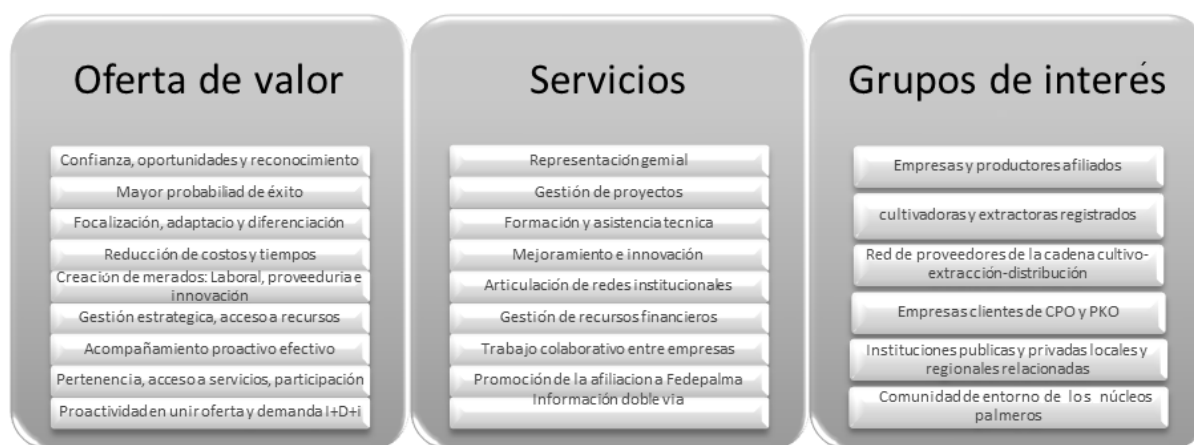 Oferta de valor
Confianza, oportunidades y reconocimiento
Mayor probabiliad de éxito
Focalización, adaptacio y diferenciación
Reducción de costos y tiempos
Creación de merados: Laboral, proveeduria e
innovación
Gestión estrategica, acceso a recursos
Acompañamiento proactivo efectivo
Pertenencia, acceso a servicios, participación
Proactividad en unir oferta y demanda I+D+i
Servicios
Representación gemial
Gestión de proyectos
Formación y asistencia tecnica
Mejoramiento e innovación
Articulación de redes institucionales
Gestión de recursos financieros
Trabajo colaborativo entre empresas
Promoción de la afiliacion a Fedepalma
Información doble via
Grupos de interés
Empresas y productores afiliados
cultivadoras y extractoras registrados
Red de proveedores de la cadena cultivo-
extracción-distribución
Empresas clientes de CPO y PKO
Instituciones publicas y privadas locales y
regionales relacionadas
Comunidad de entorno de los núcleos
palmeros